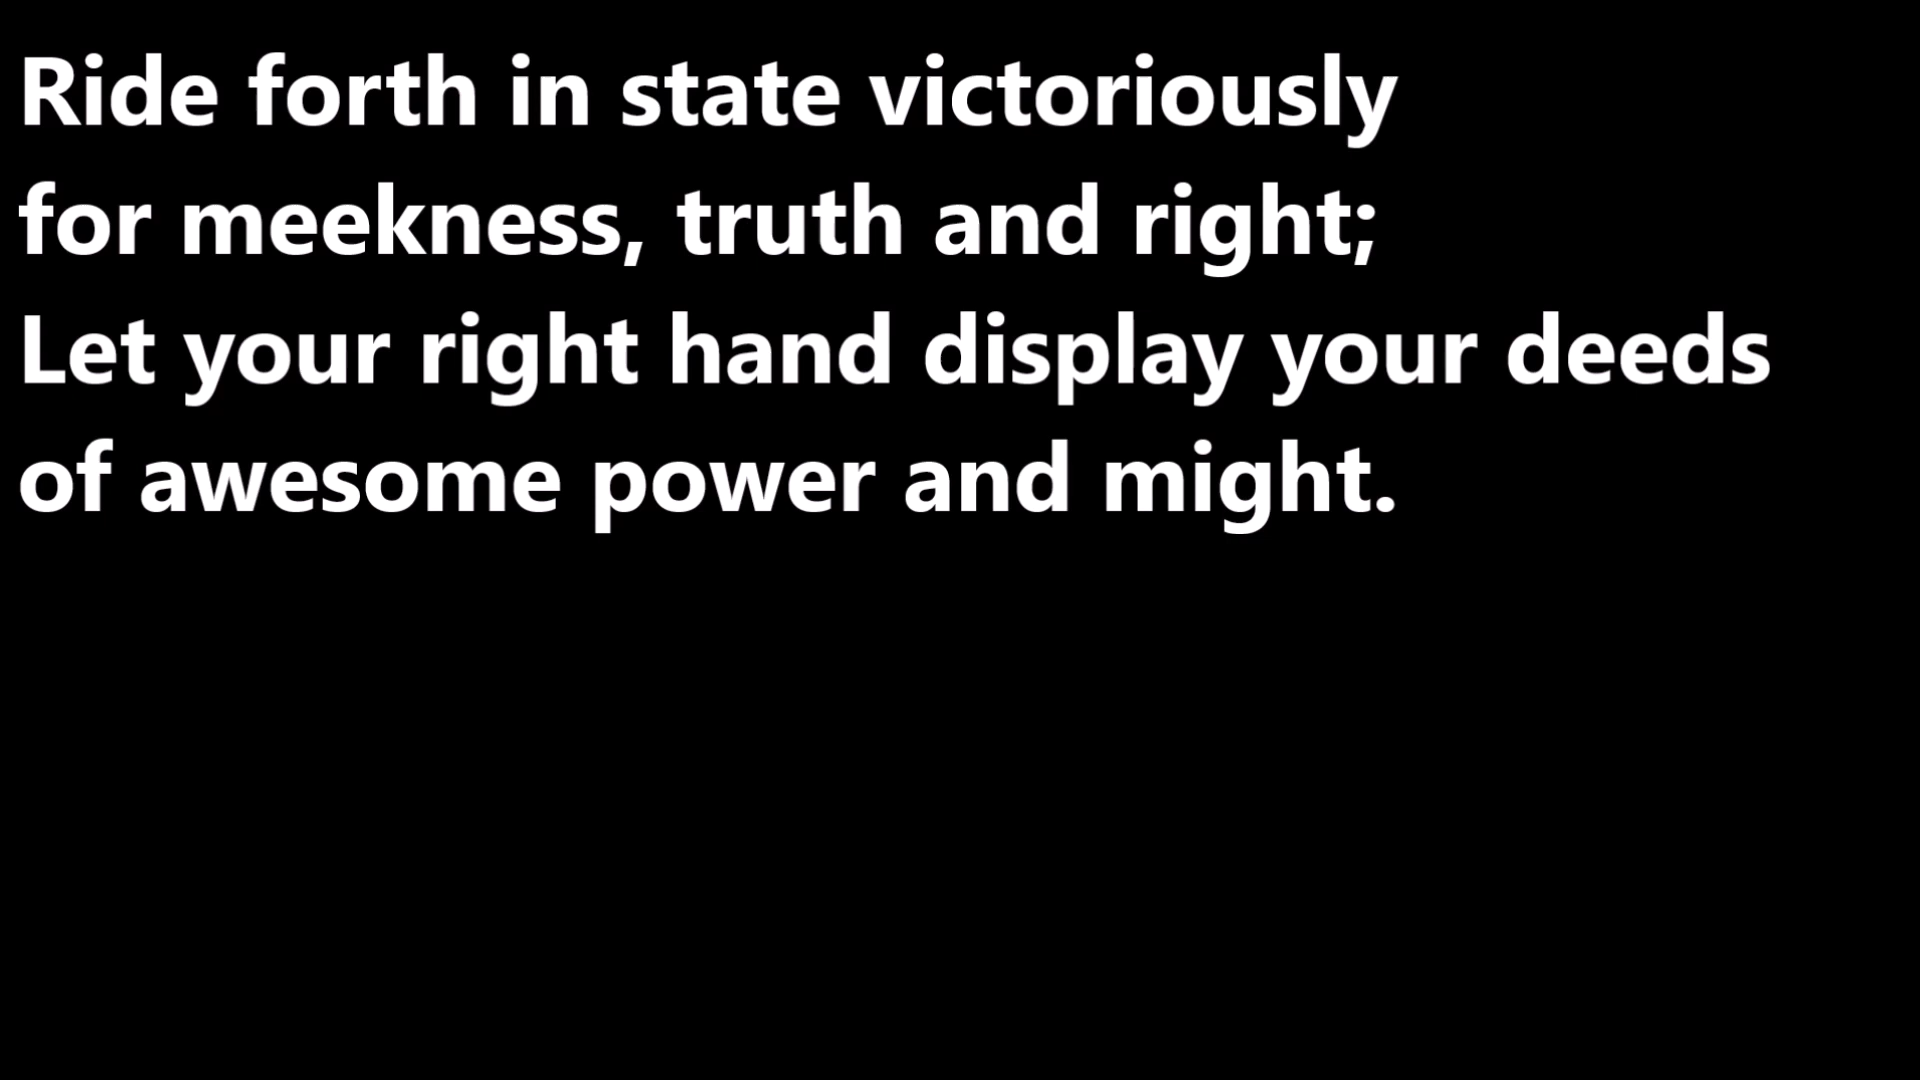 Ride forth in state victoriously
for meekness, truth and right;
Let your right hand display your deeds
of awesome power and might.